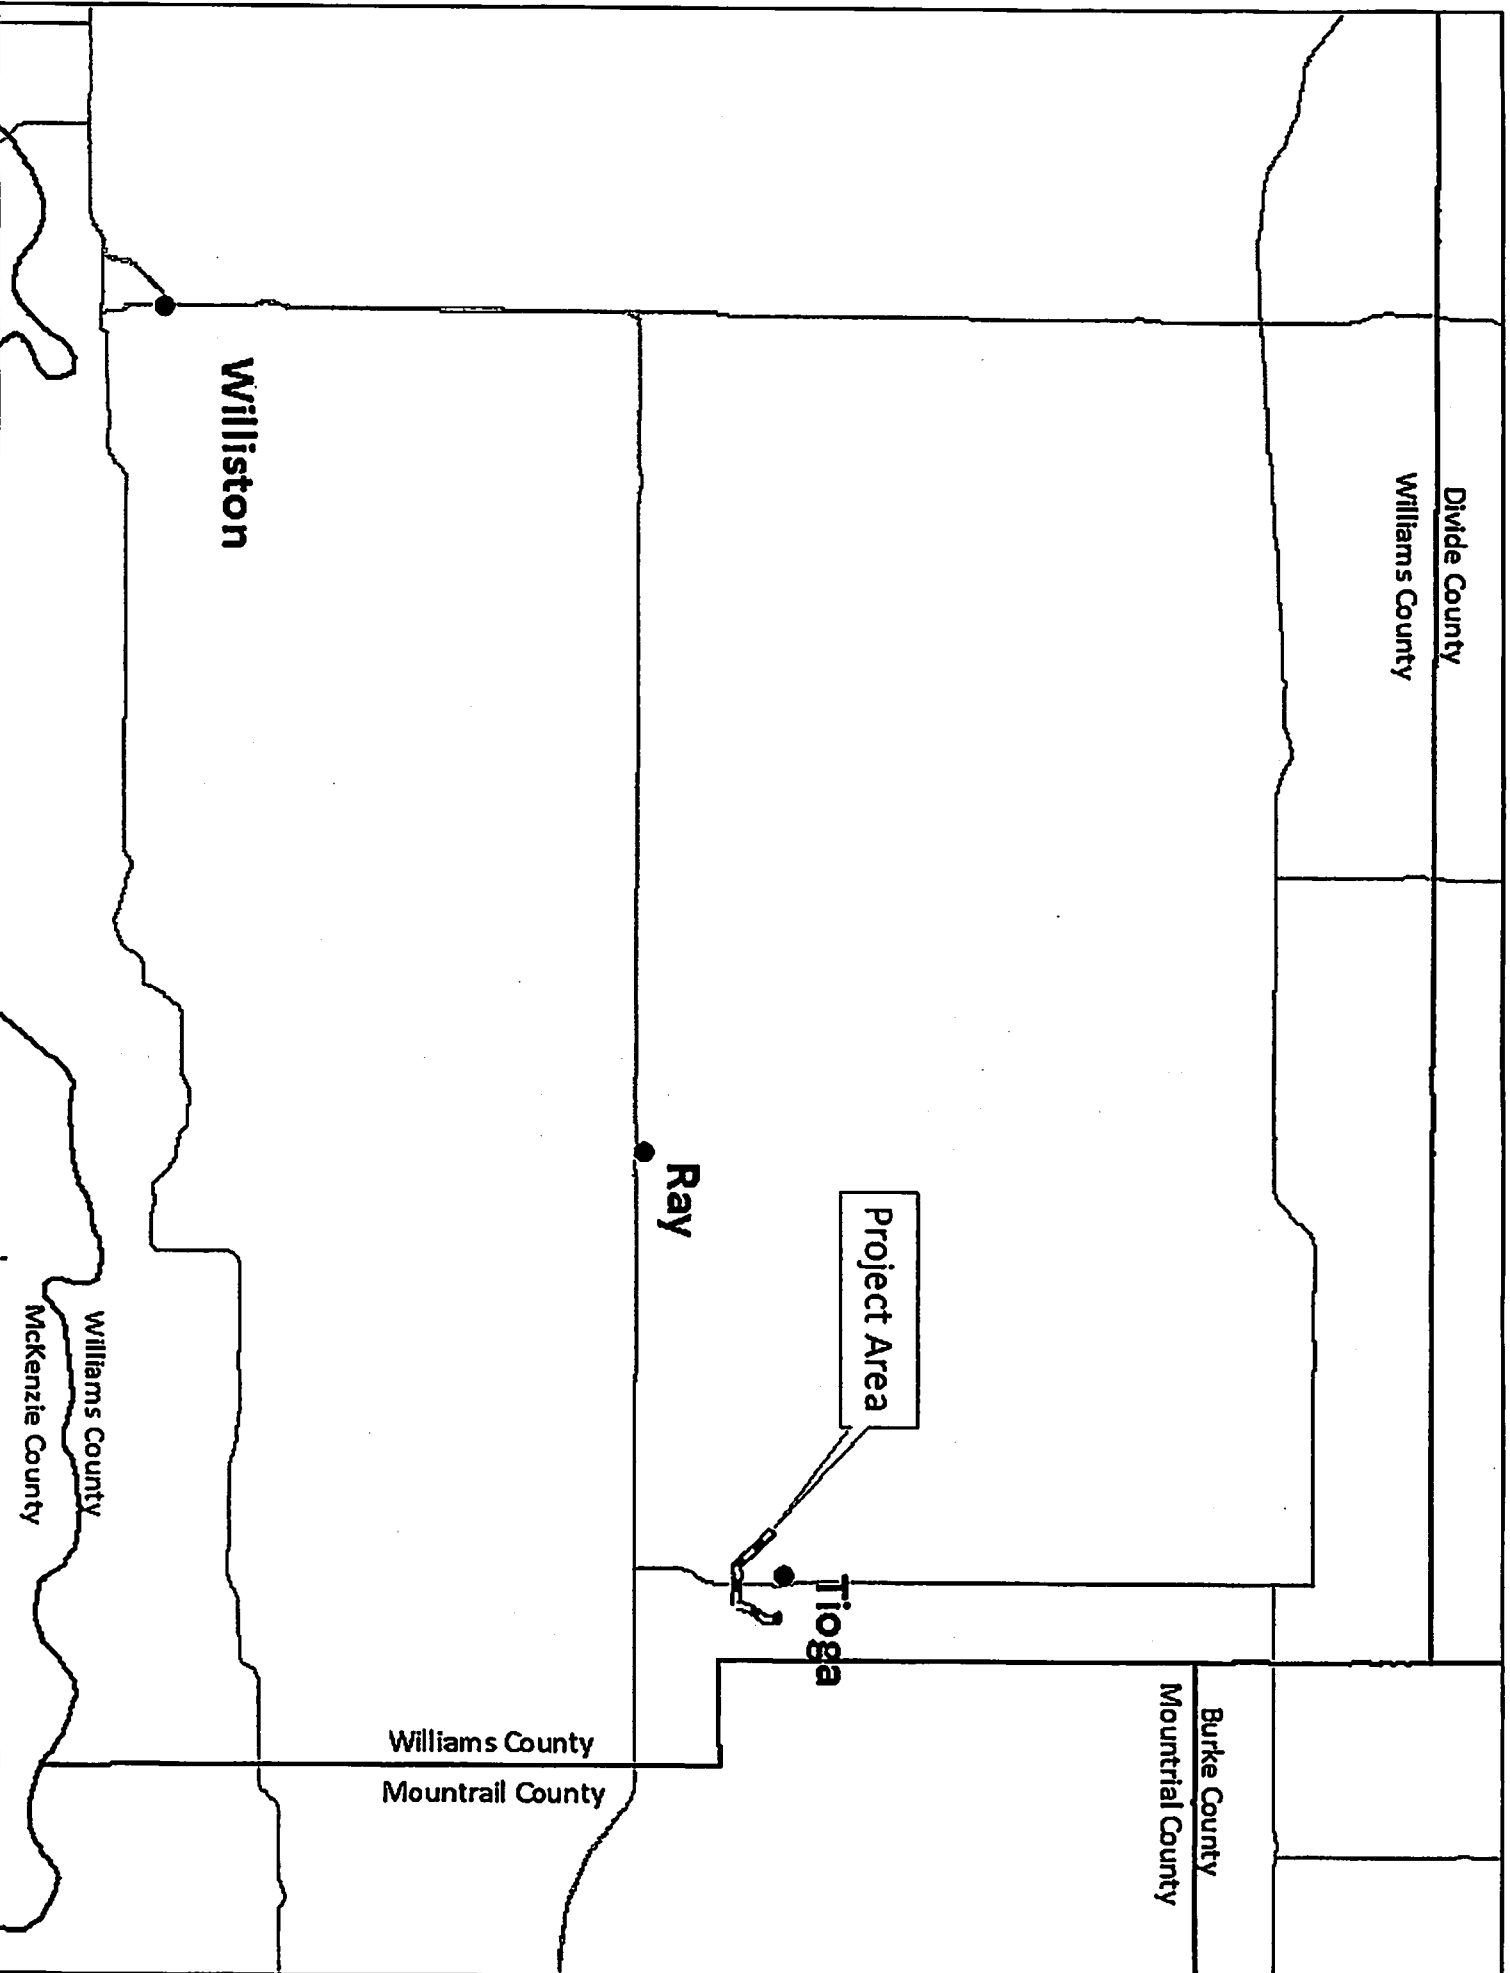 Divide County
Williams County
Burke County
Mountrial County
Project Area
Tioga
Ray
Williston
Williams County
Mountrail County
Williams County
McKenzie County